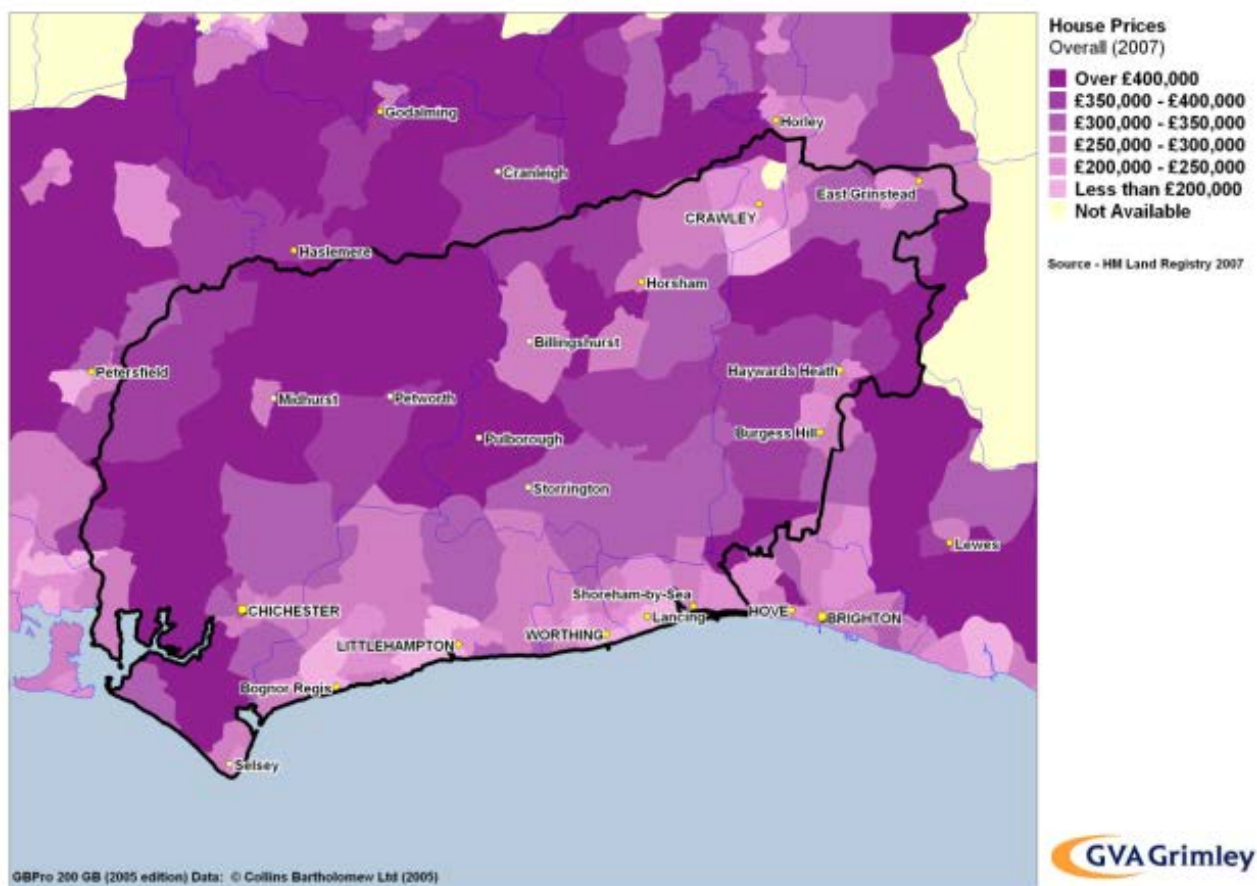 House Prices
Overall (2007)
Over £400,000
£350,000 - £400,000
£300,000 - £350,000
£250,000 - £300,000
£200,000 - £250,000
Less than £200,000
Not Available
Source - HM Land Registry 2007
Godalming
Horley
Cranleigh
East Grinstead
CRAWLEY
Haslemere
Horsham
Billingshurst
Petersfield
Haywards Heath
Midhurst
Petworth
Pulborough
Burgess Hill
Storrington
Lewes
Shoreham-by-Sea
CHICHESTER
Lancing
HOVE
BRIGHTON
WORTHING
LITTLEHAMPTON
Bognor Regis
Selsey
GBPro 200 GB (2005 edition) Data: © Collins Bartholomew Ltd (2005)
GVA Grimley